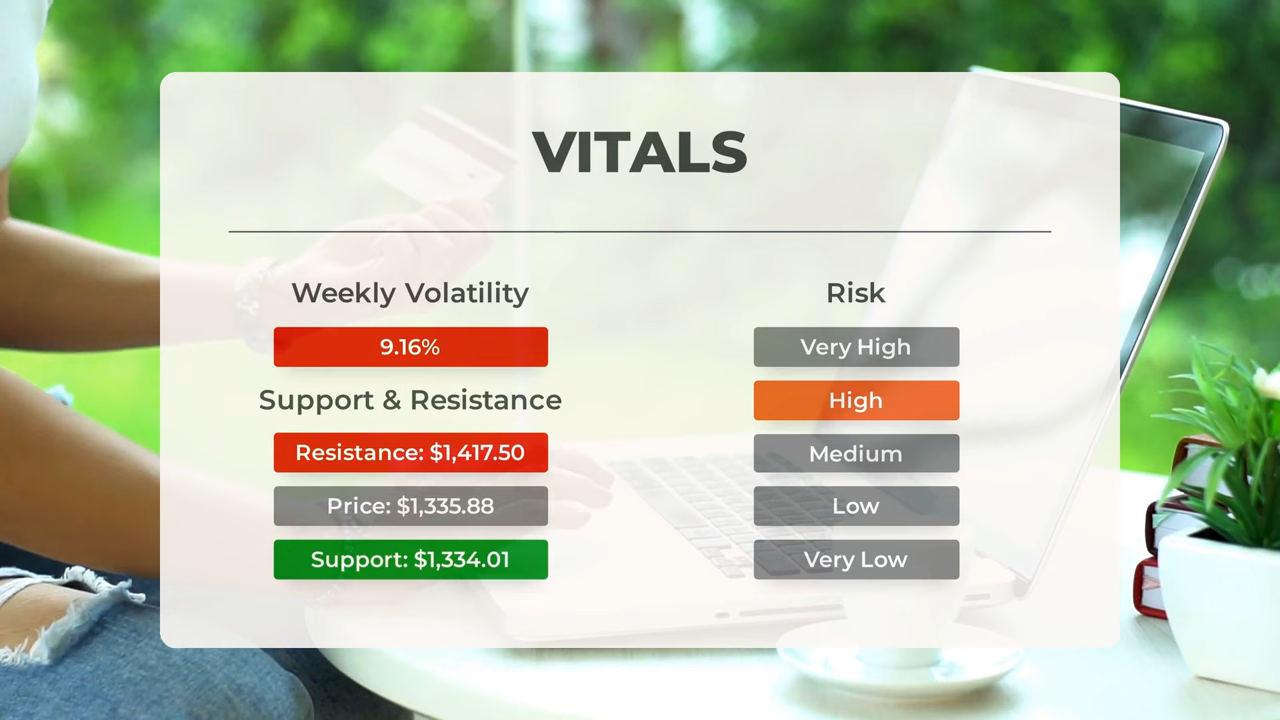 VITALS
Weekly Volatility
9.16%
Support & Resistance
Resistance: $1,417.50
Price: $1,335.88
Support: $1,334.01
Risk
Very High
High
Medium
Low
Very Low